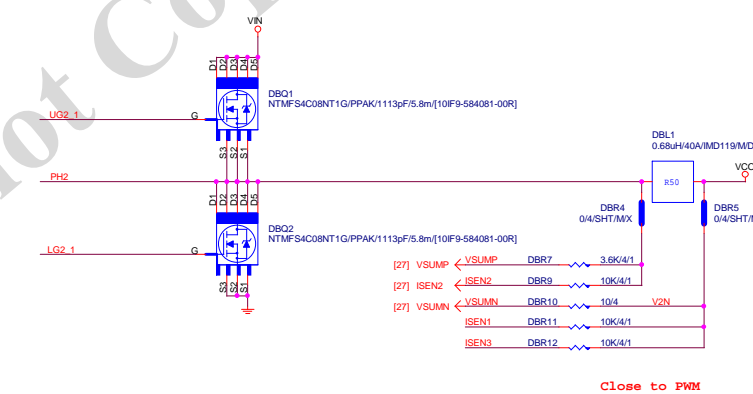 VIN
D1 D2 D3 D4 D5
DBQ1
NTMFS4C08NT1G/PPAK/1113pF/5.8m/[10IF9-584081-00R]
UG2_1
G
S3 S2 S1
DBL1
0.68uH/40A/IMD119/M/D
VCC
PH2
R50
D1 D2 D3 D4 D5
DBR4
0/4/SHT/M/X
DBR5
0/4/SHT/M
DBQ2
NTMFS4C08NT1G/PPAK/1113pF/5.8m/[10IF9-584081-00R]
LG2_1
G
S3 S2 S1
[27] VSUMP VSUMP DBR7 3.6K/4/1
[27] ISEN2 ISEN2 DBR9 10K/4/1
[27] VSUMN VSUMN DBR10 10/4 V2N
ISEN1 DBR11 10K/4/1
ISEN3 DBR12 10K/4/1
Close to PWM
not Co